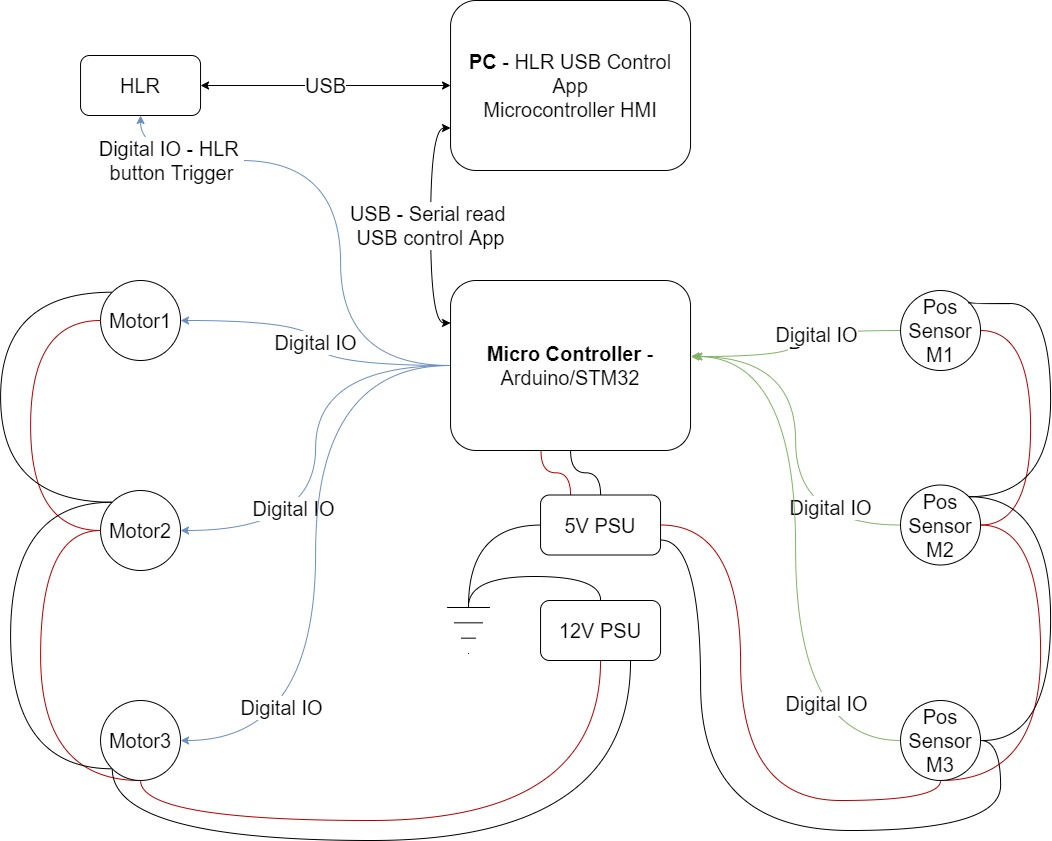 PC - HLR USB Control
App
Microcontroller HMI
HLR
USB
Digital IO - HLR
button Trigger
USB - Serial read
USB control App
Motor1
Digital IO
Micro Controller -
Arduino/STM32
Digital IO
Pos
Sensor
M1
Motor2
Digital IO
5V PSU
Digital IO
Pos
Sensor
M2
12V PSU
Motor3
Digital IO
Digital IO
Pos
Sensor
M3